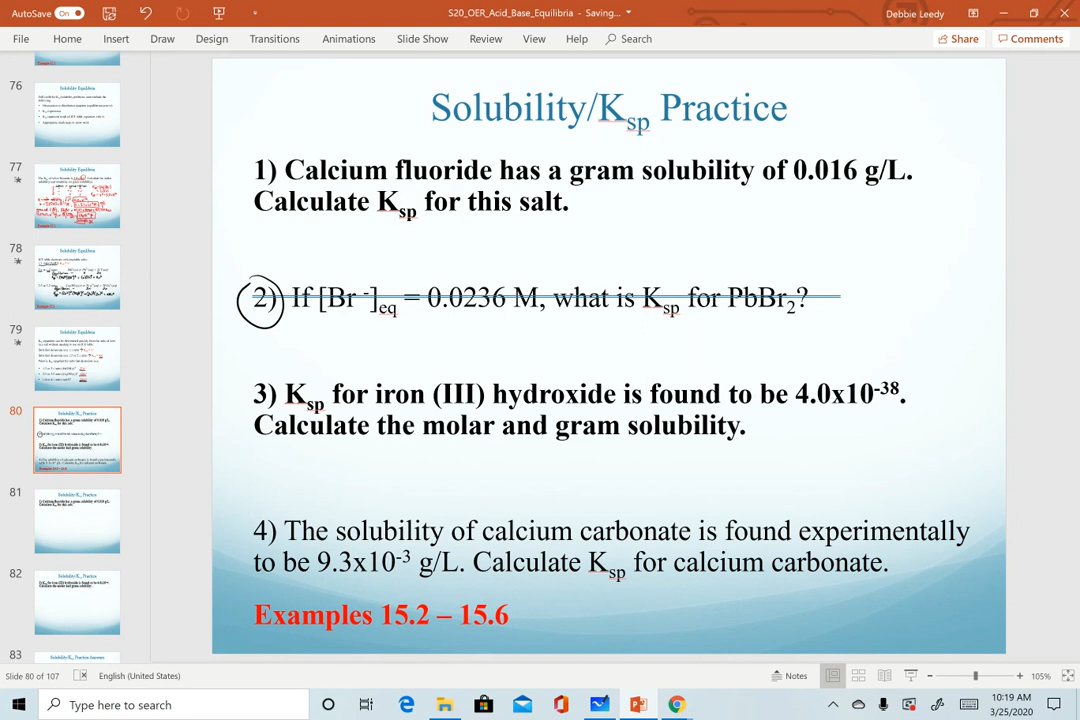 AutoSave On
S20_OER_Acid_Base_Equilibria - Saving...
Debbie Leedy
File Home Insert Draw Design Transitions Animations Slide Show Review View Help Search Share Comments
76
77
78
79
80
81
82
83
Solubility/Ksp Practice
1) Calcium fluoride has a gram solubility of 0.016 g/L.
Calculate Ksp for this salt.
2) If [Br -]eq = 0.0236 M, what is Ksp for PbBr2?
3) Ksp for iron (III) hydroxide is found to be 4.0x10-38.
Calculate the molar and gram solubility.
4) The solubility of calcium carbonate is found experimentally
to be 9.3x10-3 g/L. Calculate Ksp for calcium carbonate.
Examples 15.2 – 15.6
Slide 80 of 107 English (United States) Notes 105%
Type here to search
10:19 AM
3/25/2020